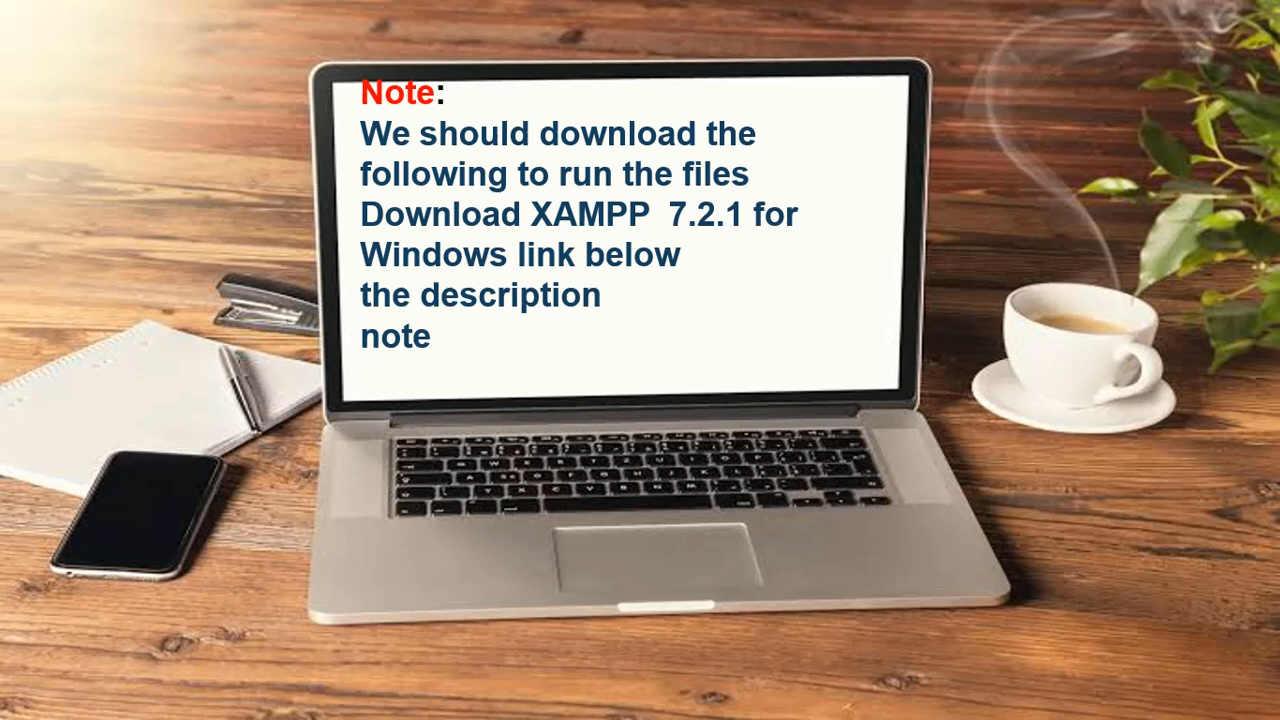 Note:
We should download the
following to run the files
Download XAMPP  7.2.1 for
Windows link below
the description
note